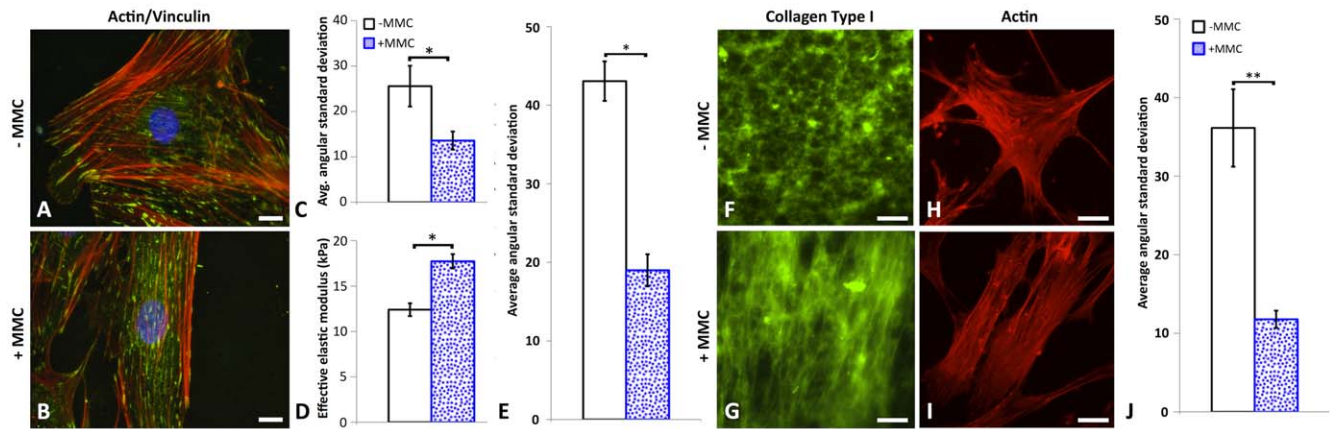 Actin/Vinculin
- MMC
A
+ MMC
B
Avg. angular standard deviation
40
30
20
10
0
-MMC
+MMC
*
C
Effective elastic modulus (kPa)
20
15
10
5
0
*
D
Average angular standard deviation
50
40
30
20
10
0
*
E
Collagen Type I
Actin
- MMC
F
H
+ MMC
G
I
Average angular standard deviation
50
40
30
20
10
0
-MMC
+MMC
**
J